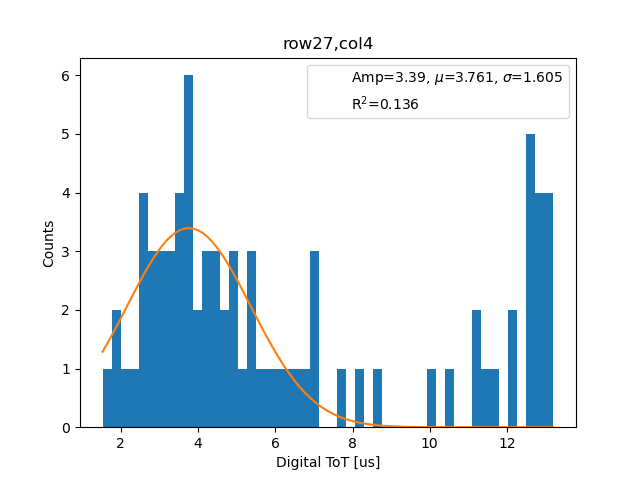 row27,col4
Amp=3.39, μ=3.761, σ=1.605
R²=0.136
6
5
4
3
2
1
0
Counts
2 4 6 8 10 12
Digital ToT [us]